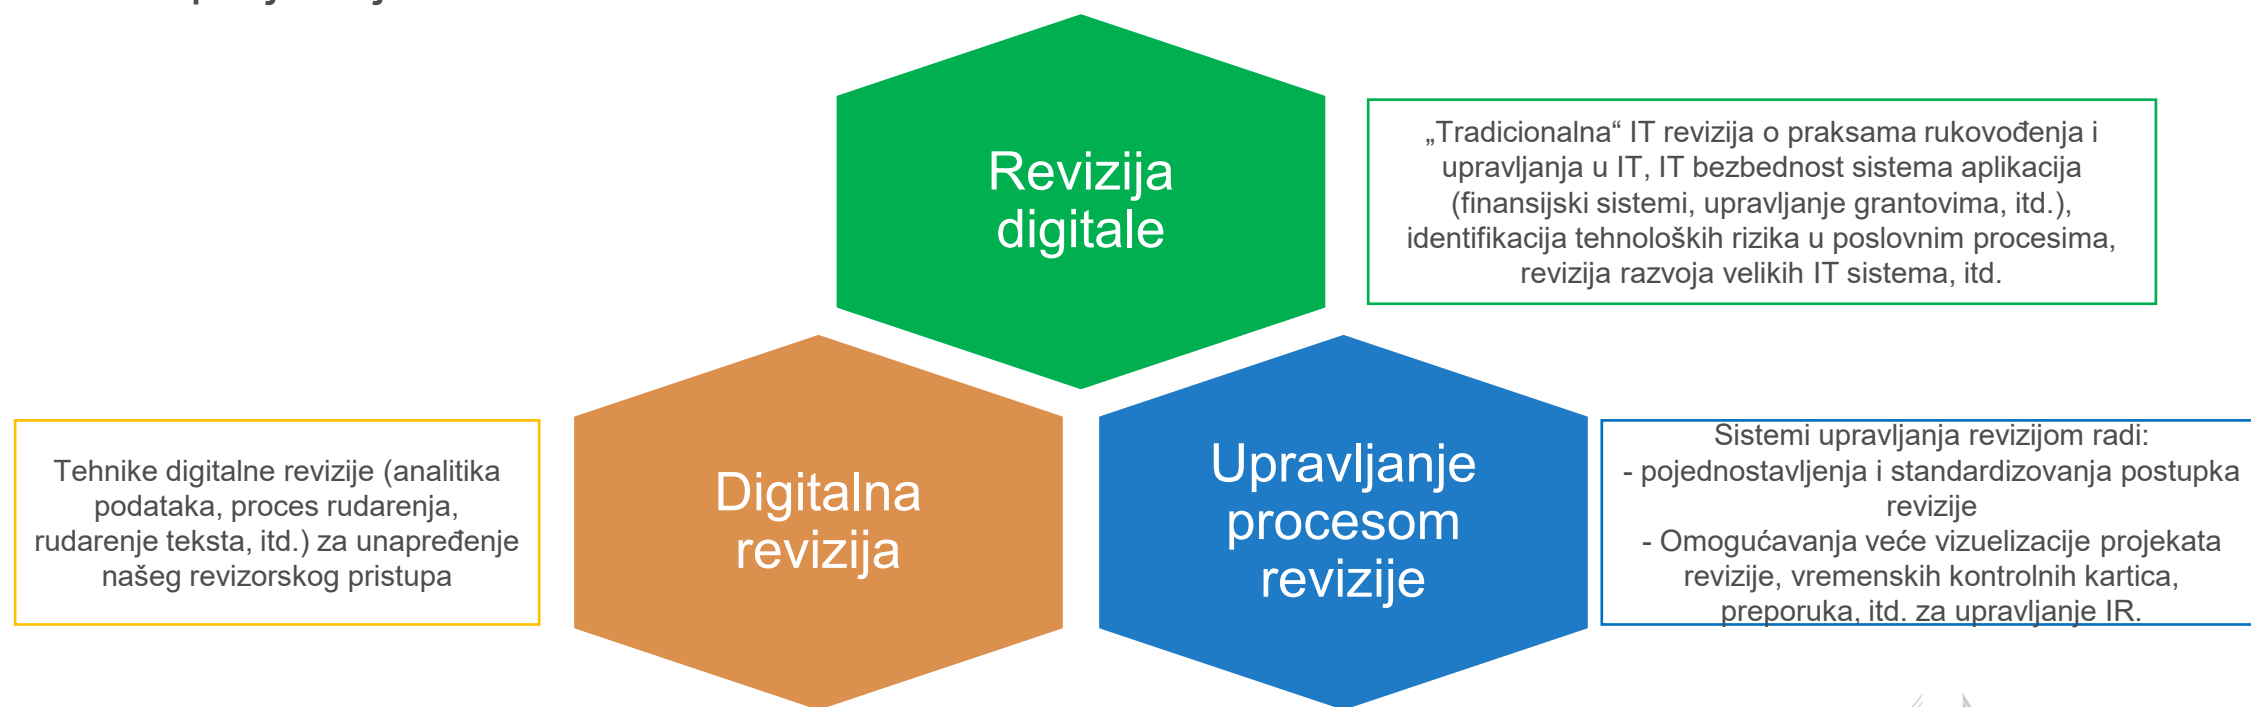 Revizija
digitale
„Tradicionalna“ IT revizija o praksama rukovođenja i
upravljanja u IT, IT bezbednost sistema aplikacija
(finansijski sistemi, upravljanje grantovima, itd.),
identifikacija tehnoloških rizika u poslovnim procesima,
revizija razvoja velikih IT sistema, itd.
Tehnike digitalne revizije (analitika
podataka, proces rudarenja,
rudarenje teksta, itd.) za unapređenje
našeg revizorskog pristupa
Digitalna
revizija
Upravljanje
procesom
revizije
Sistemi upravljanja revizijom radi:
- pojednostavljenja i standardizovanja postupka
revizije
- Omogućavanja veće vizuelizacije projekata
revizije, vremenskih kontrolnih kartica,
preporuka, itd. za upravljanje IR.